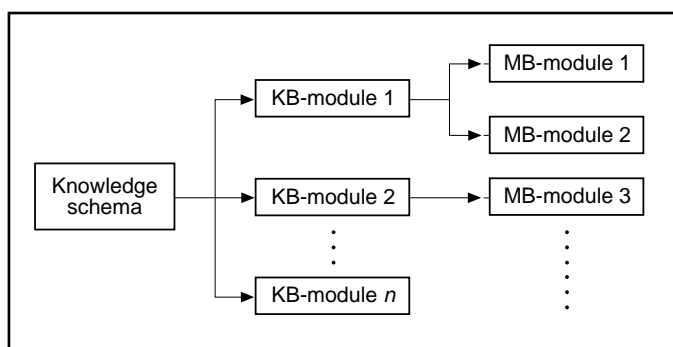 MB-module 1
KB-module 1
MB-module 2
Knowledge
schema
KB-module 2
MB-module 3
KB-module n